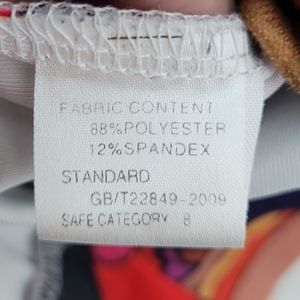 FABRIC CONTENT
88%POLYESTER
12%SPANDEX
STANDARD
GB/T22849-2009
SAFE CATEGORY B